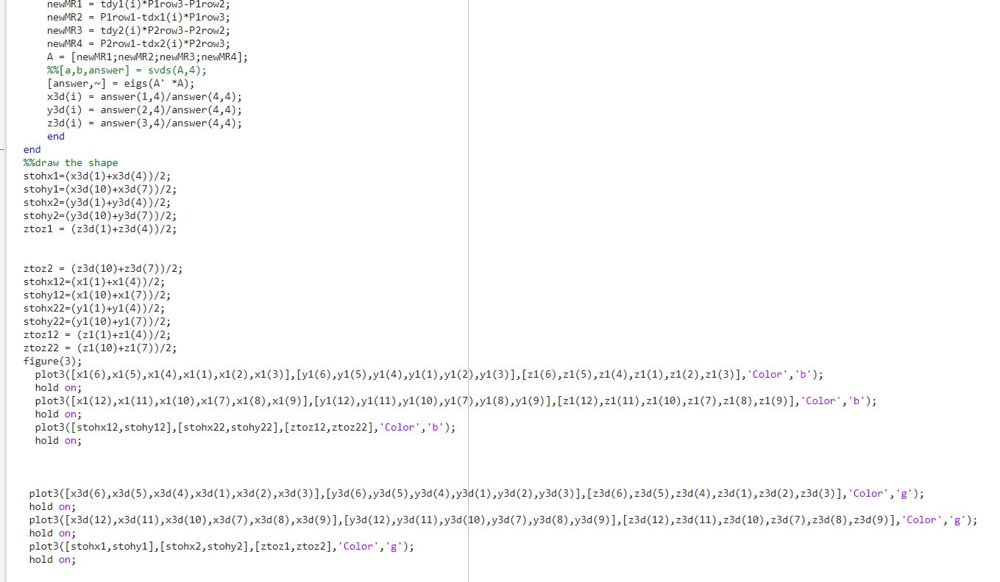 newMR1 = tdy1(i)*P1row3-P1row2;
newMR2 = P1row1-tdx1(i)*P1row3;
newMR3 = tdy2(i)*P2row3-P2row2;
newMR4 = P2row1-tdx2(i)*P2row3;
A = [newMR1;newMR2;newMR3;newMR4];
%%[a,b,answer] = svds(A,4);
[answer,~] = eigs(A' *A);
x3d(i) = answer(1,4)/answer(4,4);
y3d(i) = answer(2,4)/answer(4,4);
z3d(i) = answer(3,4)/answer(4,4);
end
end
%%draw the shape
stohx1=(x3d(1)+x3d(4))/2;
stohy1=(x3d(10)+x3d(7))/2;
stohx2=(y3d(1)+y3d(4))/2;
stohy2=(y3d(10)+y3d(7))/2;
ztoz1 = (z3d(1)+z3d(4))/2;
ztoz2 = (z3d(10)+z3d(7))/2;
stohx12=(x1(1)+x1(4))/2;
stohy12=(x1(10)+x1(7))/2;
stohx22=(y1(1)+y1(4))/2;
stohy22=(y1(10)+y1(7))/2;
ztoz12 = (z1(1)+z1(4))/2;
ztoz22 = (z1(10)+z1(7))/2;
figure(3);
plot3([x1(6),x1(5),x1(4),x1(1),x1(2),x1(3)],[y1(6),y1(5),y1(4),y1(1),y1(2),y1(3)],[z1(6),z1(5),z1(4),z1(1),z1(2),z1(3)],'Color','b');
hold on;
plot3([x1(12),x1(11),x1(10),x1(7),x1(8),x1(9)],[y1(12),y1(11),y1(10),y1(7),y1(8),y1(9)],[z1(12),z1(11),z1(10),z1(7),z1(8),z1(9)],'Color','b');
hold on;
plot3([stohx12,stohy12],[stohx22,stohy22],[ztoz12,ztoz22],'Color','b');
hold on;
plot3([x3d(6),x3d(5),x3d(4),x3d(1),x3d(2),x3d(3)],[y3d(6),y3d(5),y3d(4),y3d(1),y3d(2),y3d(3)],[z3d(6),z3d(5),z3d(4),z3d(1),z3d(2),z3d(3)],'Color','g');
hold on;
plot3([x3d(12),x3d(11),x3d(10),x3d(7),x3d(8),x3d(9)],[y3d(12),y3d(11),y3d(10),y3d(7),y3d(8),y3d(9)],[z3d(12),z3d(11),z3d(10),z3d(7),z3d(8),z3d(9)],'Color','g');
hold on;
plot3([stohx1,stohy1],[stohx2,stohy2],[ztoz1,ztoz2],'Color','g');
hold on;